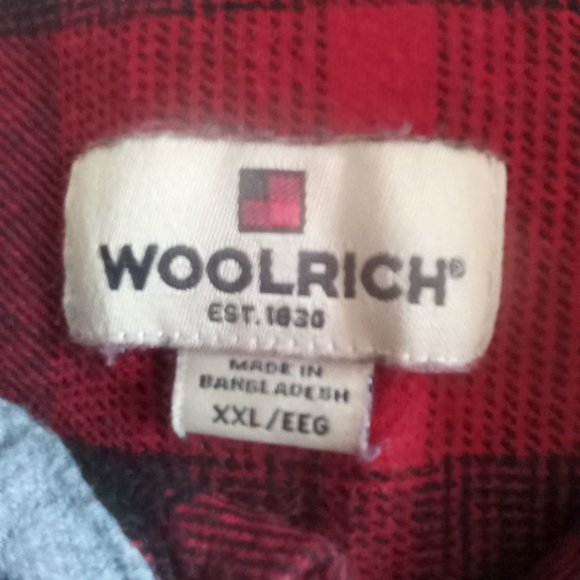 WOOLRICH®
EST. 1830
MADE IN
BANGLADESH
XXL/EEG